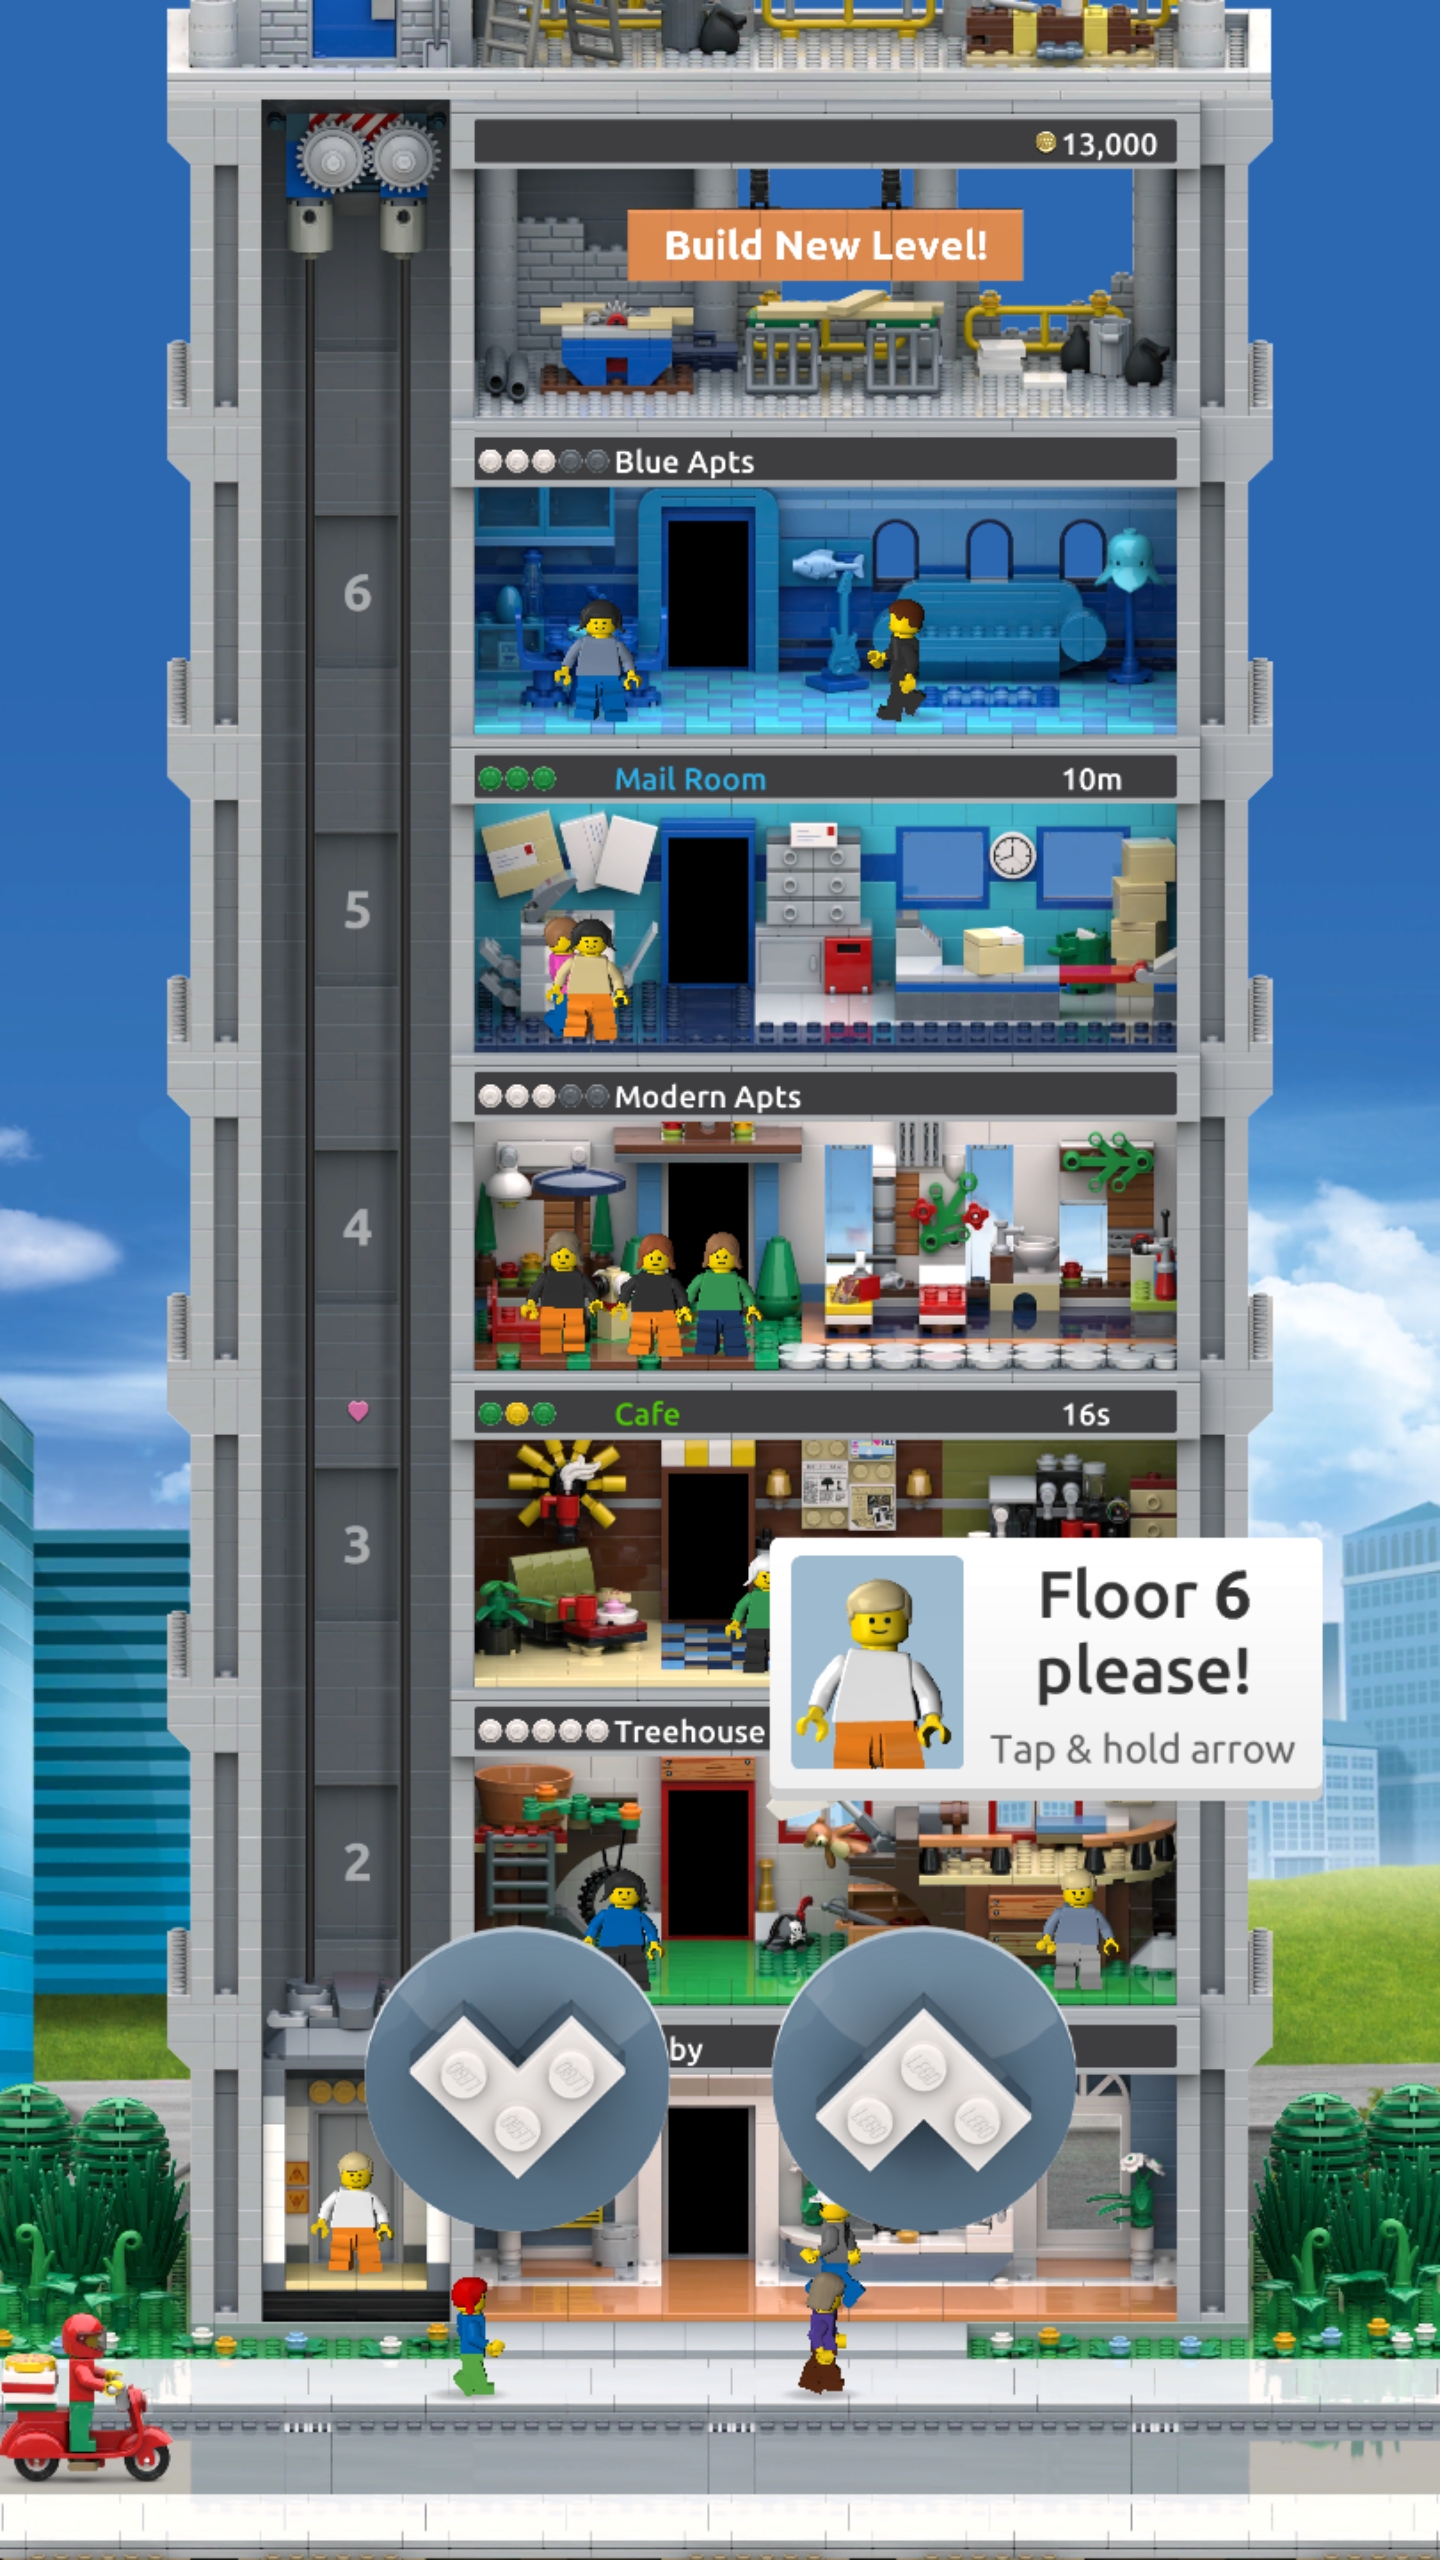 13,000
Build New Level!
Blue Apts
6
Mail Room 10m
5
Modern Apts
4
Cafe 16s
3
Floor 6
please!
Tap & hold arrow
Treehouse
2
by